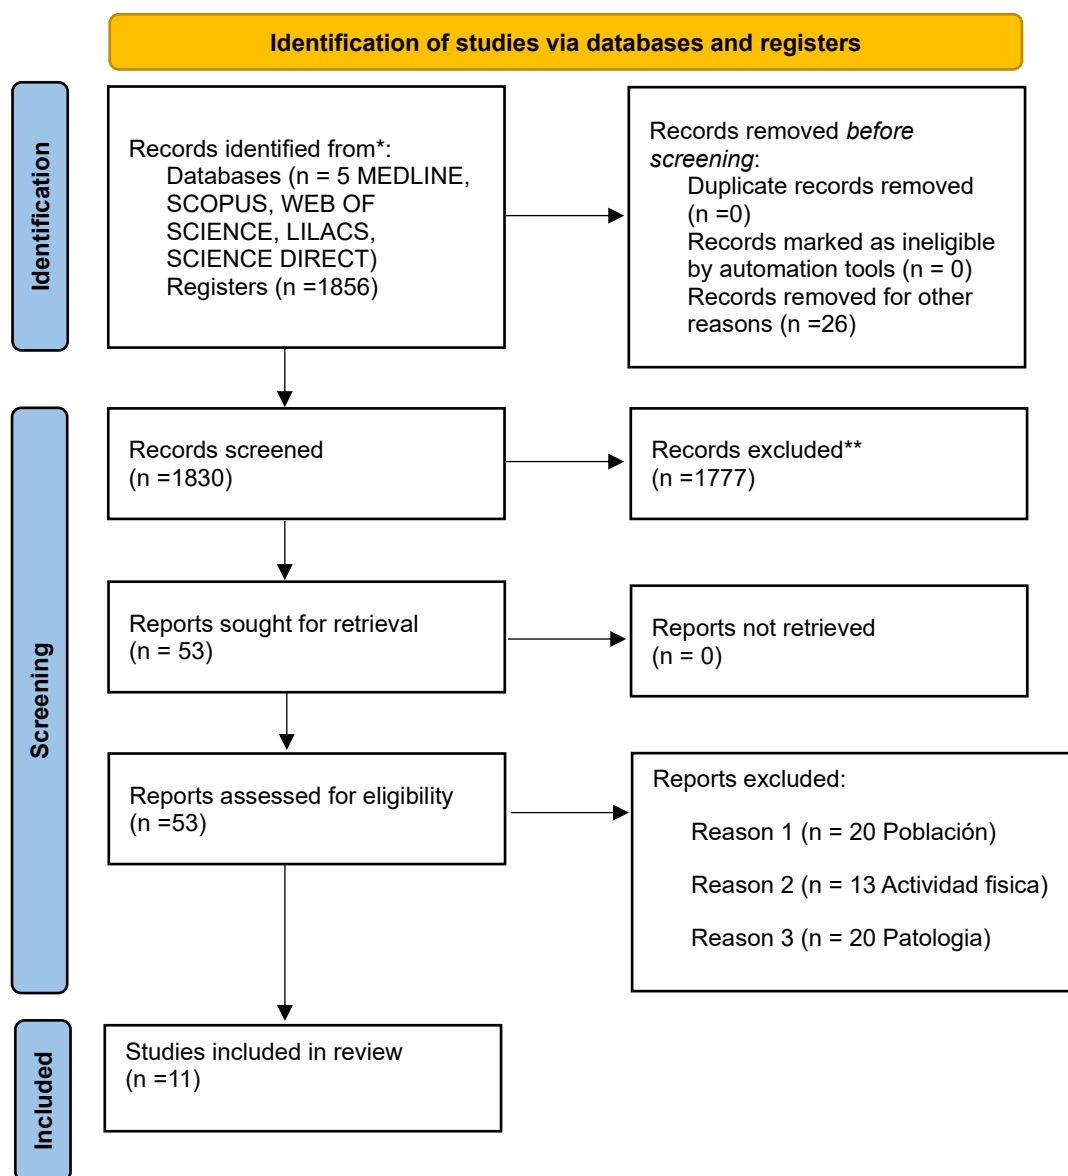 Identification of studies via databases and registers
Identification
Records identified from*:
Databases (n = 5 MEDLINE,
SCOPUS, WEB OF
SCIENCE, LILACS,
SCIENCE DIRECT)
Registers (n =1856)
Records removed before
screening:
Duplicate records removed
(n =0)
Records marked as ineligible
by automation tools (n = 0)
Records removed for other
reasons (n =26)
Screening
Records screened
(n =1830)
Records excluded**
(n =1777)
Reports sought for retrieval
(n = 53)
Reports not retrieved
(n = 0)
Reports assessed for eligibility
(n =53)
Reports excluded:
Reason 1 (n = 20 Población)
Reason 2 (n = 13 Actividad fisica)
Reason 3 (n = 20 Patologia)
Included
Studies included in review
(n =11)